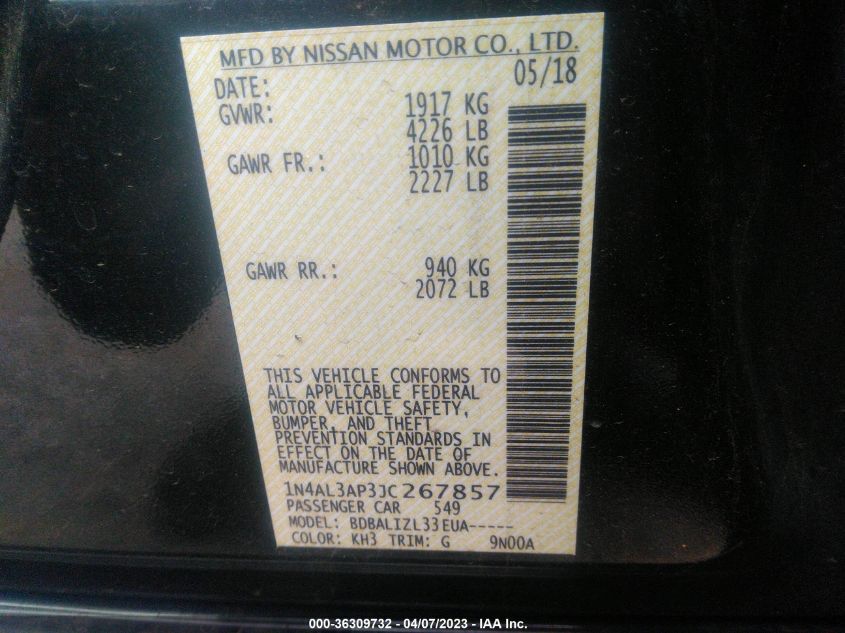 MFD BY NISSAN MOTOR CO., LTD.
DATE: 05/18
GVWR: 1917 KG
4226 LB
GAWR FR.: 1010 KG
2227 LB
GAWR RR.: 940 KG
2072 LB
THIS VEHICLE CONFORMS TO
ALL APPLICABLE FEDERAL
MOTOR VEHICLE SAFETY,
BUMPER, AND THEFT
PREVENTION STANDARDS IN
EFFECT ON THE DATE OF
MANUFACTURE SHOWN ABOVE.
1N4AL3AP3JC267857
PASSENGER CAR 549
MODEL: BDBALIZL33EUA-----
COLOR: KH3 TRIM: G 9N00A
000-36309732 - 04/07/2023 - IAA Inc.